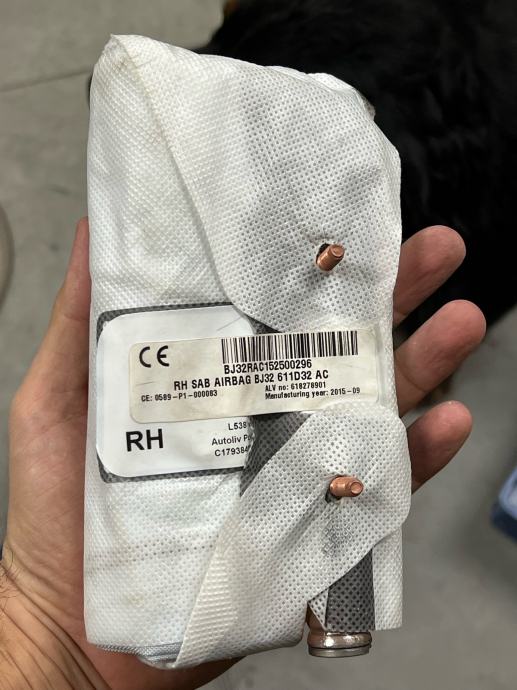 CE
BJ32RAC152500296
RH SAB AIRBAG BJ32 611D32 AC
CE: 0589-P1-000083
ALV no: 618278901
Manufacturing year: 2015-09
L538
RH
Autoliv